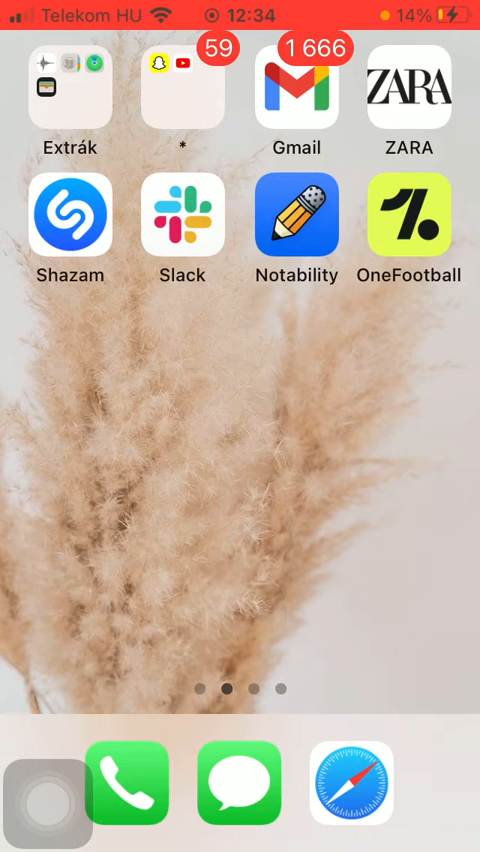 Telekom HU 12:34 14%
59 1 666
ZARA
Extrák * Gmail ZARA
Shazam Slack Notability OneFootball